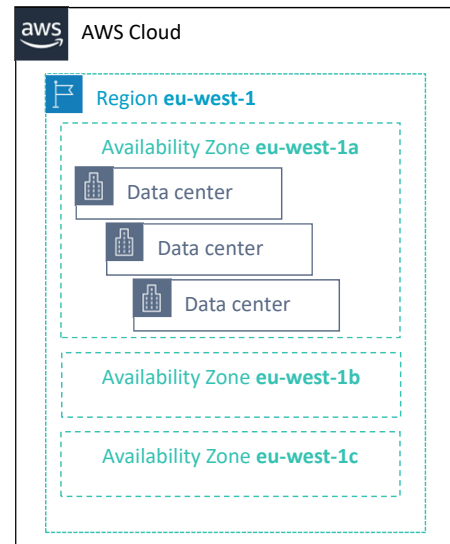 aws
AWS Cloud
Region eu-west-1
Availability Zone eu-west-1a
Data center
Data center
Data center
Availability Zone eu-west-1b
Availability Zone eu-west-1c